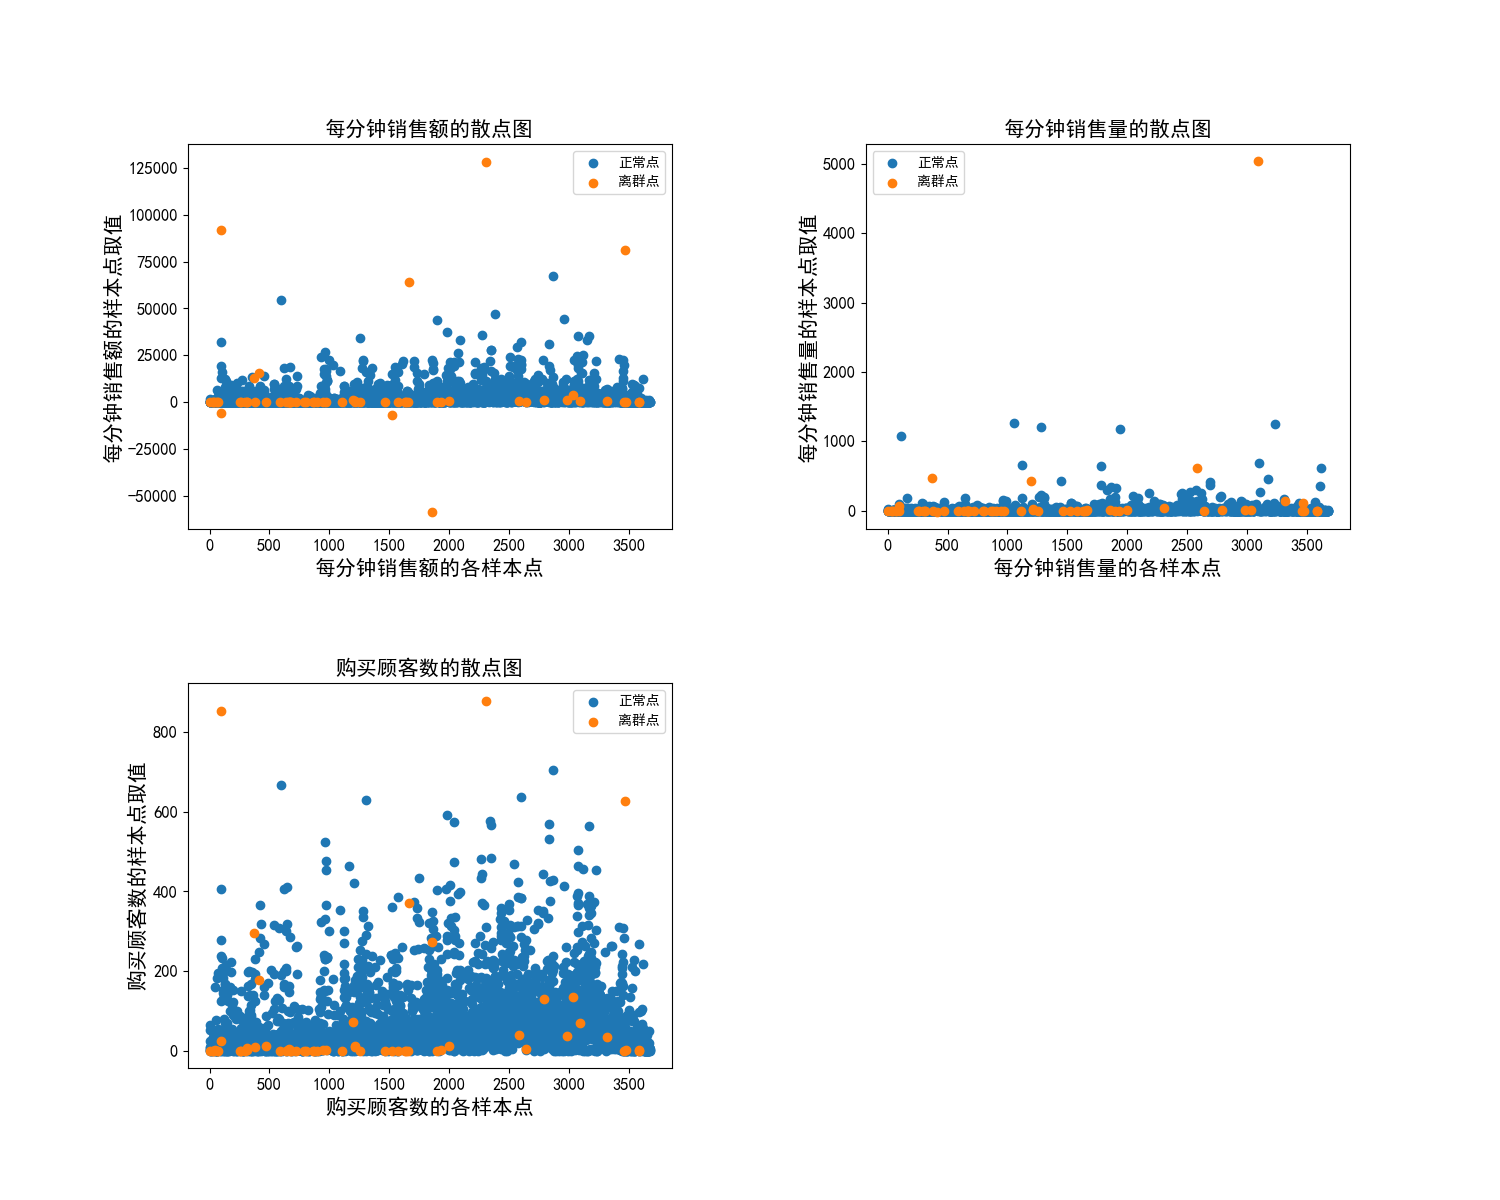 每分钟销售额的散点图
正常点
离群点
125000
100000
75000
50000
25000
0
−25000
−50000
每分钟销售额的样本点取值
0 500 1000 1500 2000 2500 3000 3500
每分钟销售额的各样本点
每分钟销售量的散点图
正常点
离群点
5000
4000
3000
2000
1000
0
每分钟销售量的样本点取值
0 500 1000 1500 2000 2500 3000 3500
每分钟销售量的各样本点
购买顾客数的散点图
正常点
离群点
800
600
400
200
0
购买顾客数的样本点取值
0 500 1000 1500 2000 2500 3000 3500
购买顾客数的各样本点